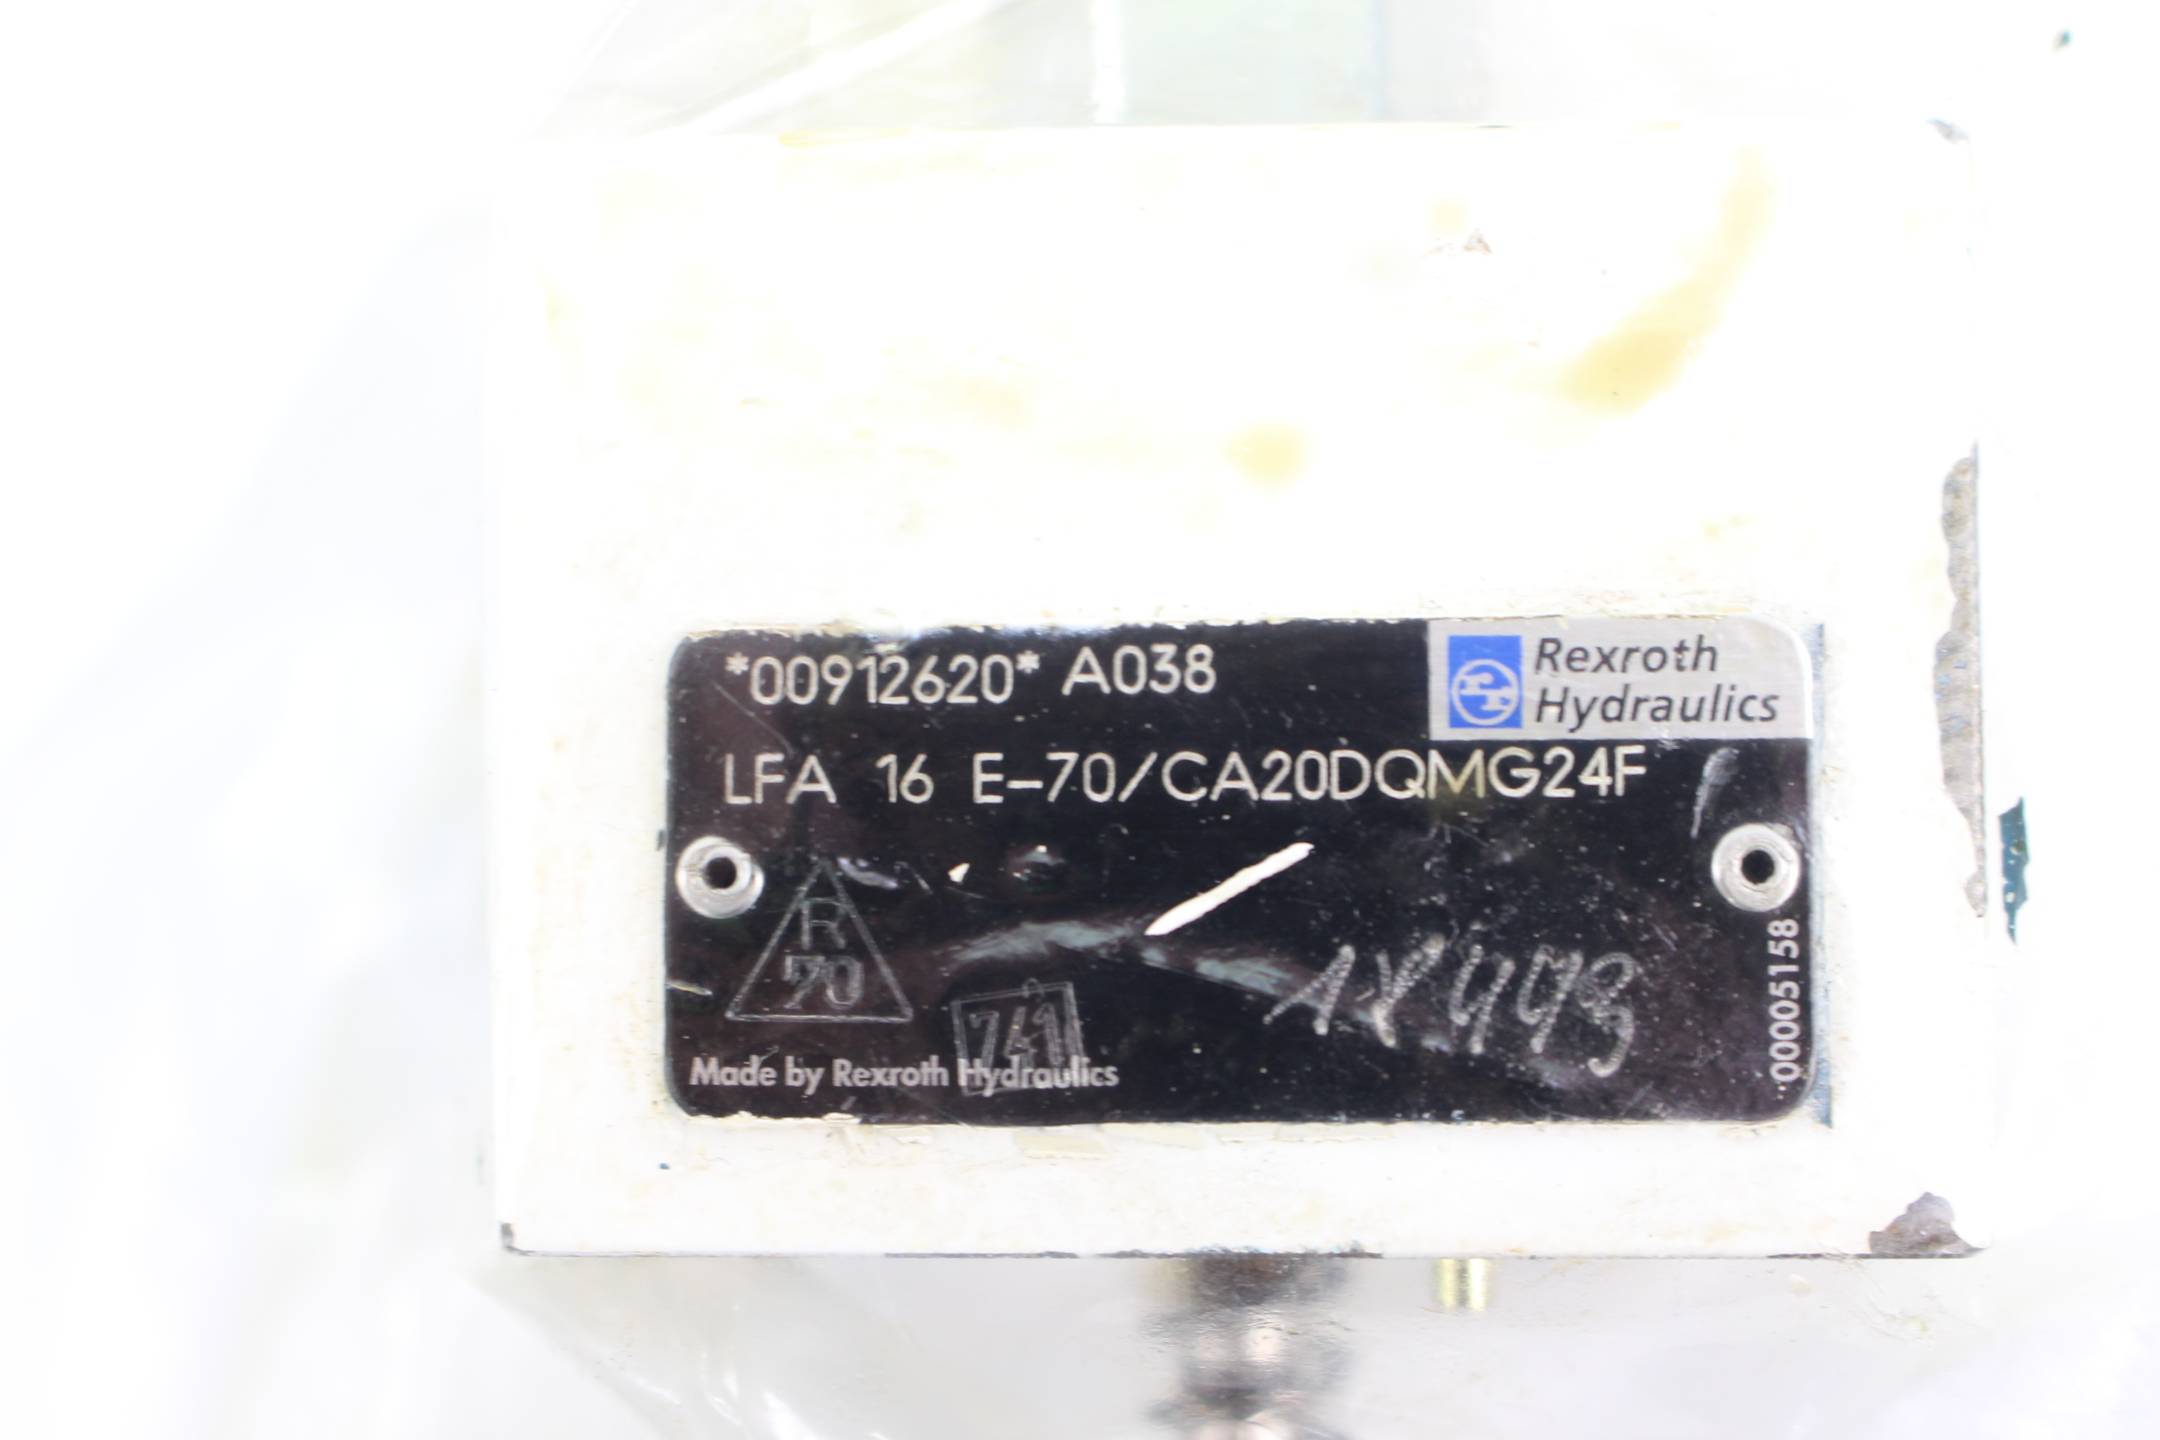 *00912620* A038
Rexroth
Hydraulics
LFA 16 E-70/CA20DQMG24F
R
70
741
Made by Rexroth Hydraulics
00005158